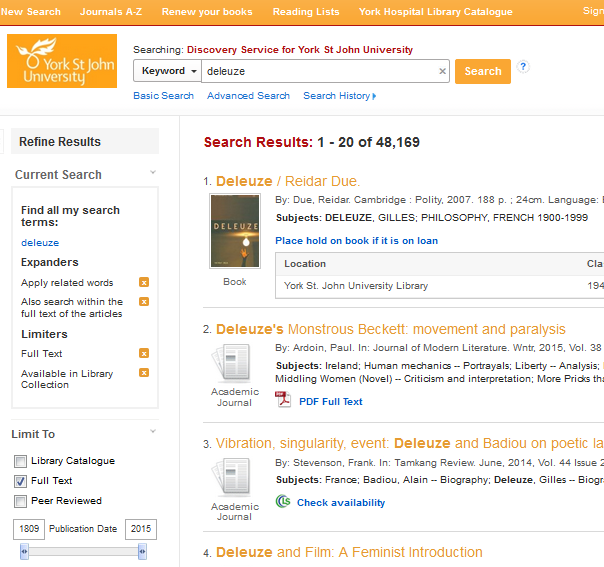 New Search Journals A-Z Renew your books Reading Lists York Hospital Library Catalogue Sign
York St John
University
Searching: Discovery Service for York St John University
Keyword deleuze × Search ?
Basic Search Advanced Search Search History
Refine Results
Current Search
Find all my search
terms:
deleuze
Expanders
Apply related words x
Also search within the x
full text of the articles
Limiters
Full Text x
Available in Library x
Collection
Limit To
Library Catalogue
Full Text
Peer Reviewed
1809 Publication Date 2015
Search Results: 1 - 20 of 48,169
1. Deleuze / Reidar Due.
DELEUZE
Book
By: Due, Reidar. Cambridge : Polity, 2007. 188 p. ; 24cm. Language:
Subjects: DELEUZE, GILLES; PHILOSOPHY, FRENCH 1900-1999
Place hold on book if it is on loan
Location Cla
York St. John University Library 194
2. Deleuze's Monstrous Beckett: movement and paralysis
Academic
Journal
By: Ardoin, Paul. In: Journal of Modern Literature. Wntr, 2015, Vol. 38
Subjects: Ireland; Human mechanics -- Portrayals; Liberty -- Analysis;
Middling Women (Novel) -- Criticism and interpretation; More Pricks tha
PDF Full Text
3. Vibration, singularity, event: Deleuze and Badiou on poetic la
Academic
Journal
By: Stevenson, Frank. In: Tamkang Review. June, 2014, Vol. 44 Issue 2
Subjects: France; Badiou, Alain -- Biography; Deleuze, Gilles -- Biogr
LS Check availability
4. Deleuze and Film: A Feminist Introduction